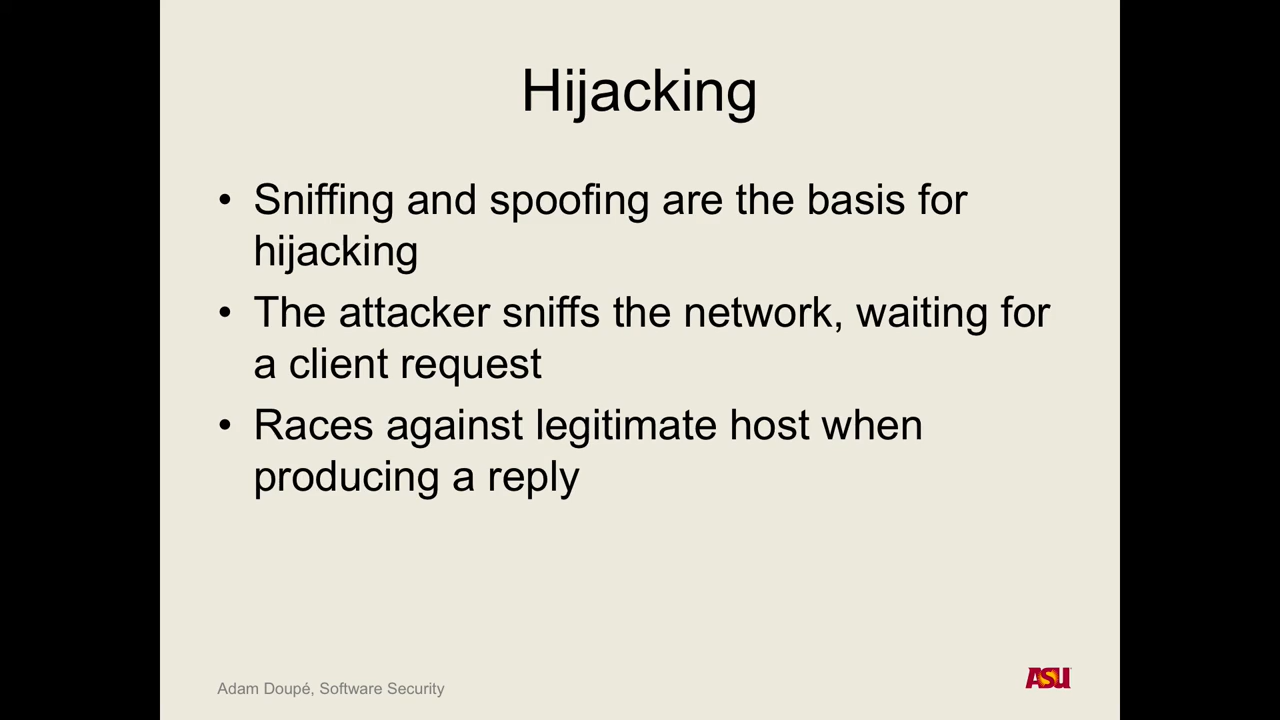 Hijacking
• Sniffing and spoofing are the basis for
hijacking
• The attacker sniffs the network, waiting for
a client request
• Races against legitimate host when
producing a reply
Adam Doupé, Software Security
ASU